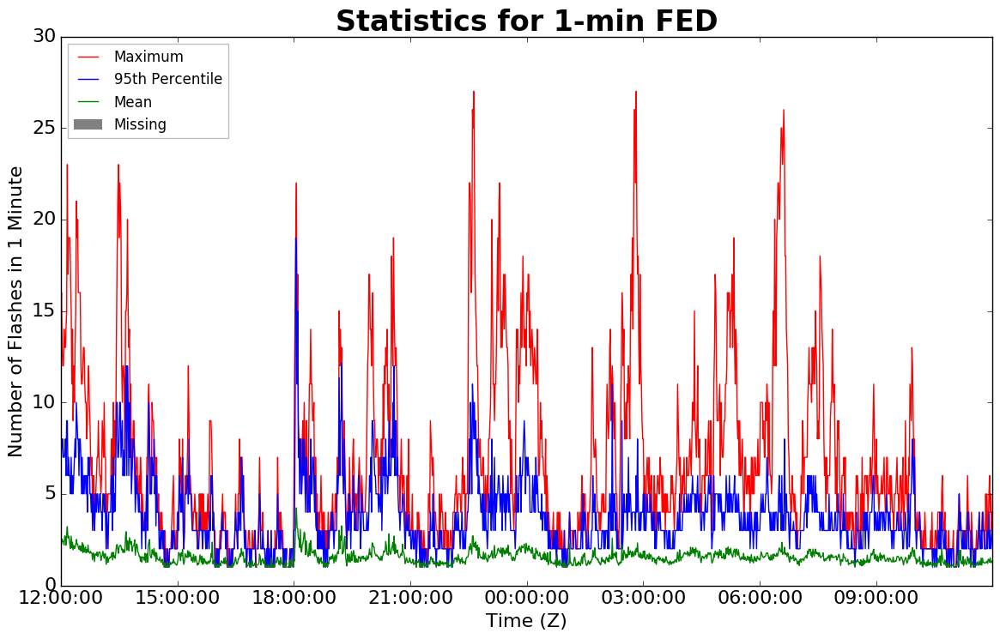 Statistics for 1-min FED
Number of Flashes in 1 Minute
30
25
20
15
10
5
0
Maximum
95th Percentile
Mean
Missing
12:00:00 15:00:00 18:00:00 21:00:00 00:00:00 03:00:00 06:00:00 09:00:00
Time (Z)